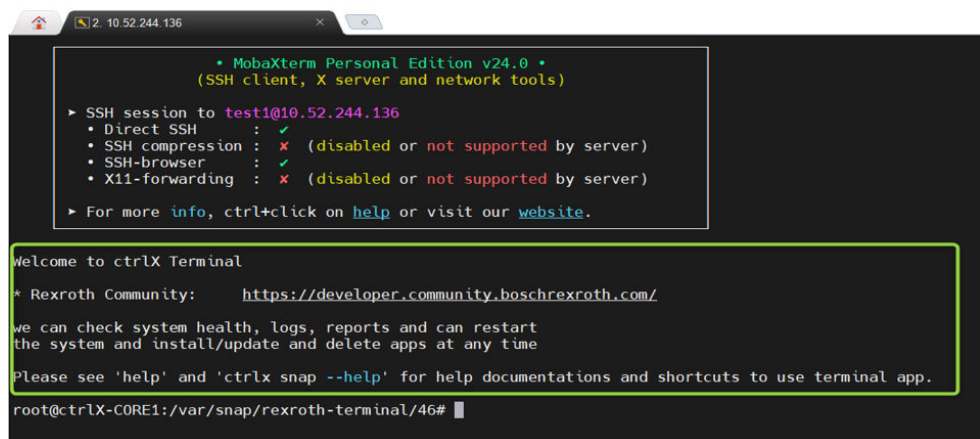 2. 10.52.244.136
• MobaXterm Personal Edition v24.0 •
(SSH client, X server and network tools)
➤ SSH session to test1@10.52.244.136
• Direct SSH : ✔
• SSH compression : ✘ (disabled or not supported by server)
• SSH-browser : ✔
• X11-forwarding : ✘ (disabled or not supported by server)
➤ For more info, ctrl+click on help or visit our website.
Welcome to ctrlX Terminal
* Rexroth Community: https://developer.community.boschrexroth.com/
we can check system health, logs, reports and can restart
the system and install/update and delete apps at any time
Please see 'help' and 'ctrlx snap --help' for help documentations and shortcuts to use terminal app.
root@ctrlX-CORE1:/var/snap/rexroth-terminal/46#